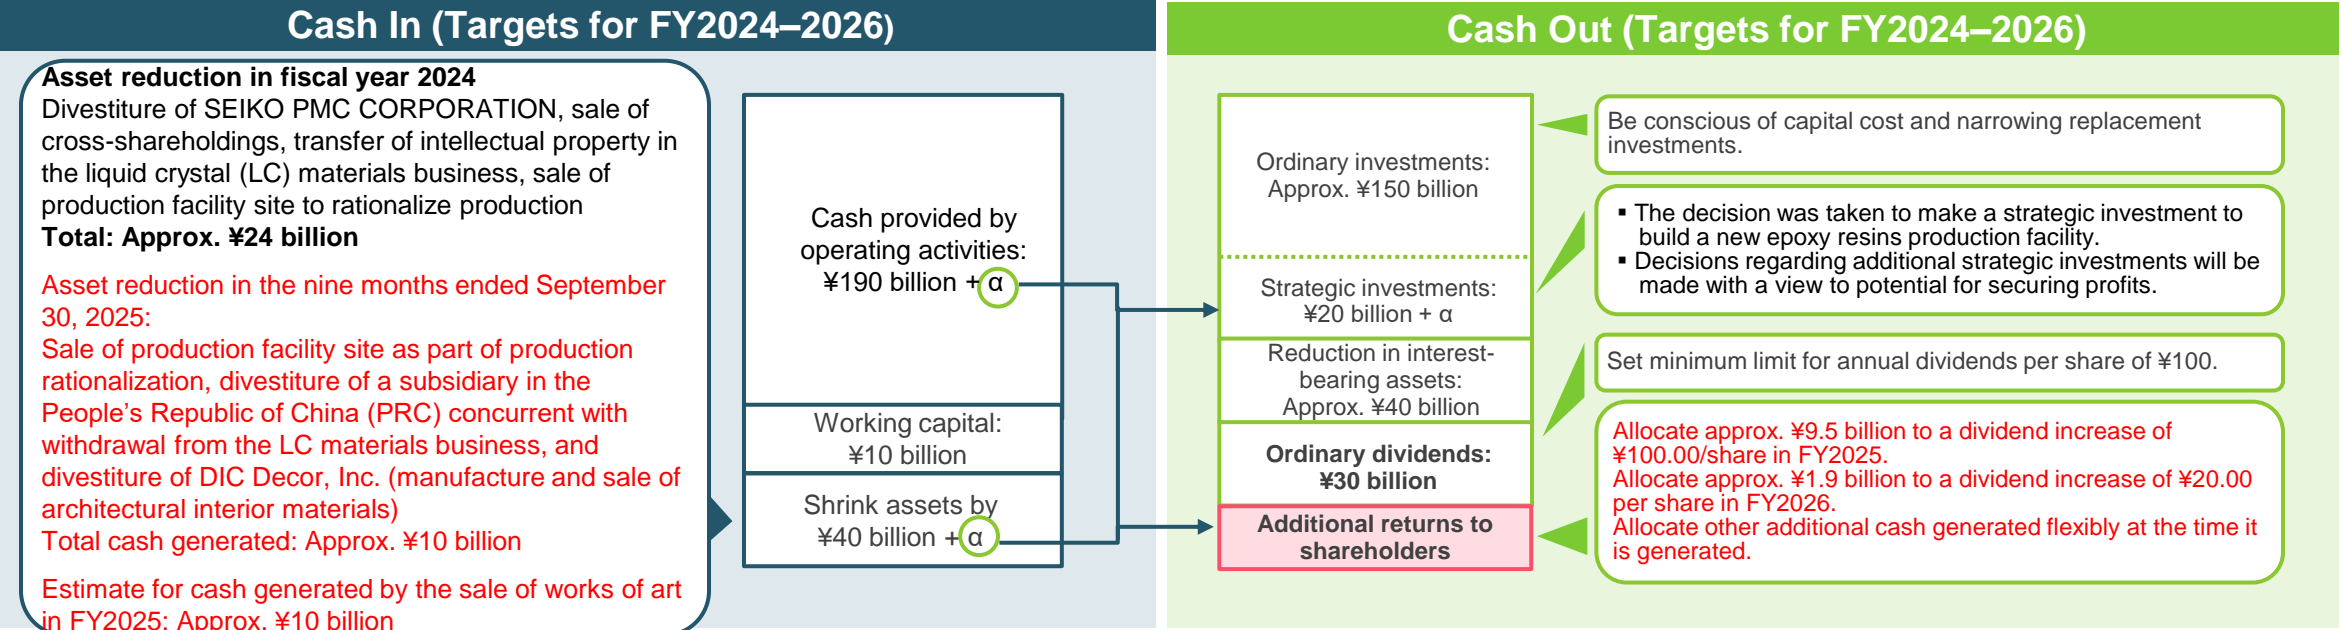 Cash In (Targets for FY2024–2026)
Asset reduction in fiscal year 2024
Divestiture of SEIKO PMC CORPORATION, sale of
cross-shareholdings, transfer of intellectual property in
the liquid crystal (LC) materials business, sale of
production facility site to rationalize production
Total: Approx. ¥24 billion
Asset reduction in the nine months ended September
30, 2025:
Sale of production facility site as part of production
rationalization, divestiture of a subsidiary in the
People’s Republic of China (PRC) concurrent with
withdrawal from the LC materials business, and
divestiture of DIC Decor, Inc. (manufacture and sale of
architectural interior materials)
Total cash generated: Approx. ¥10 billion
Estimate for cash generated by the sale of works of art
in FY2025: Approx. ¥10 billion
Cash provided by
operating activities:
¥190 billion + α
Working capital:
¥10 billion
Shrink assets by
¥40 billion + α
Cash Out (Targets for FY2024–2026)
Ordinary investments:
Approx. ¥150 billion
Strategic investments:
¥20 billion + α
Reduction in interest-
bearing assets:
Approx. ¥40 billion
Ordinary dividends:
¥30 billion
Additional returns to
shareholders
Be conscious of capital cost and narrowing replacement
investments.
▪ The decision was taken to make a strategic investment to
build a new epoxy resins production facility.
▪ Decisions regarding additional strategic investments will be
made with a view to potential for securing profits.
Set minimum limit for annual dividends per share of ¥100.
Allocate approx. ¥9.5 billion to a dividend increase of
¥100.00/share in FY2025.
Allocate approx. ¥1.9 billion to a dividend increase of ¥20.00
per share in FY2026.
Allocate other additional cash generated flexibly at the time it
is generated.